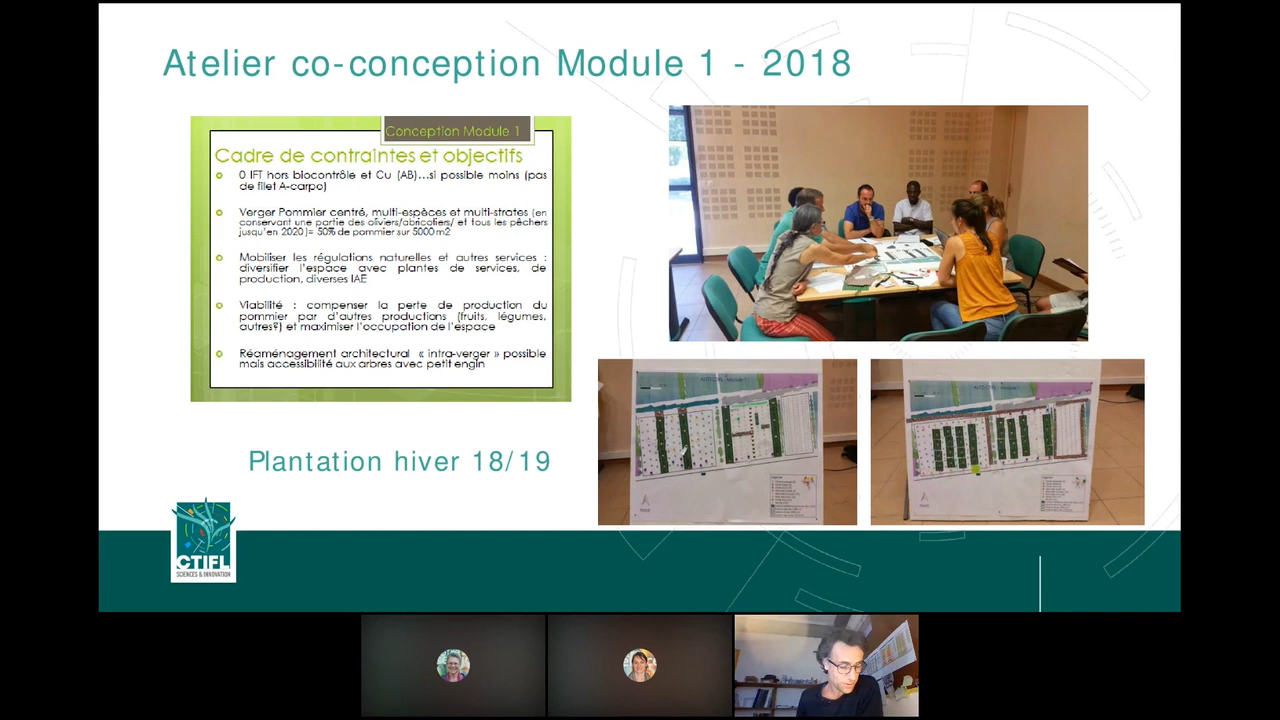 Atelier co-conception Module 1 - 2018
Conception Module 1
Cadre de contraintes et objectifs
0 IFT hors biocontrôle et Cu (AB)...si possible moins (pas
de filet A-carpo)
Verger Pommier centré, multi-espèces et multi-strates (en
conservant une partie des oliviers/abricotiers/ et tous les pêchers
jusqu'en 2020)= 50% de pommier sur 5000m2
Mobiliser les régulations naturelles et autres services :
diversifier l'espace avec plantes de services, de
production, diverses IAE
Viabilité : compenser la perte de production du
pommier par d'autres productions (fruits, légumes,
autres?) et maximiser l'occupation de l'espace
Réaménagement architectural « intra-verger » possible
mais accessibilité aux arbres avec petit engin
Plantation hiver 18/19
CTIFL
SCIENCES & INNOVATION